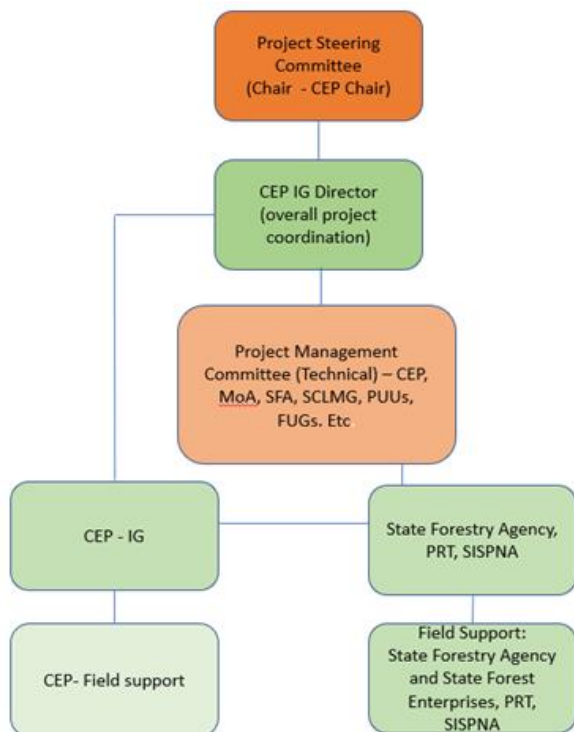 Project Steering
Committee
(Chair  - CEP Chair)
CEP IG Director
(overall project
coordination)
Project Management
Committee (Technical) – CEP,
MoA, SFA, SCLMG, PUUs,
FUGs. Etc.
CEP - IG
State Forestry Agency,
PRT, SISPNA
CEP- Field support
Field Support:
State Forestry Agency
and State Forest
Enterprises, PRT,
SISPNA